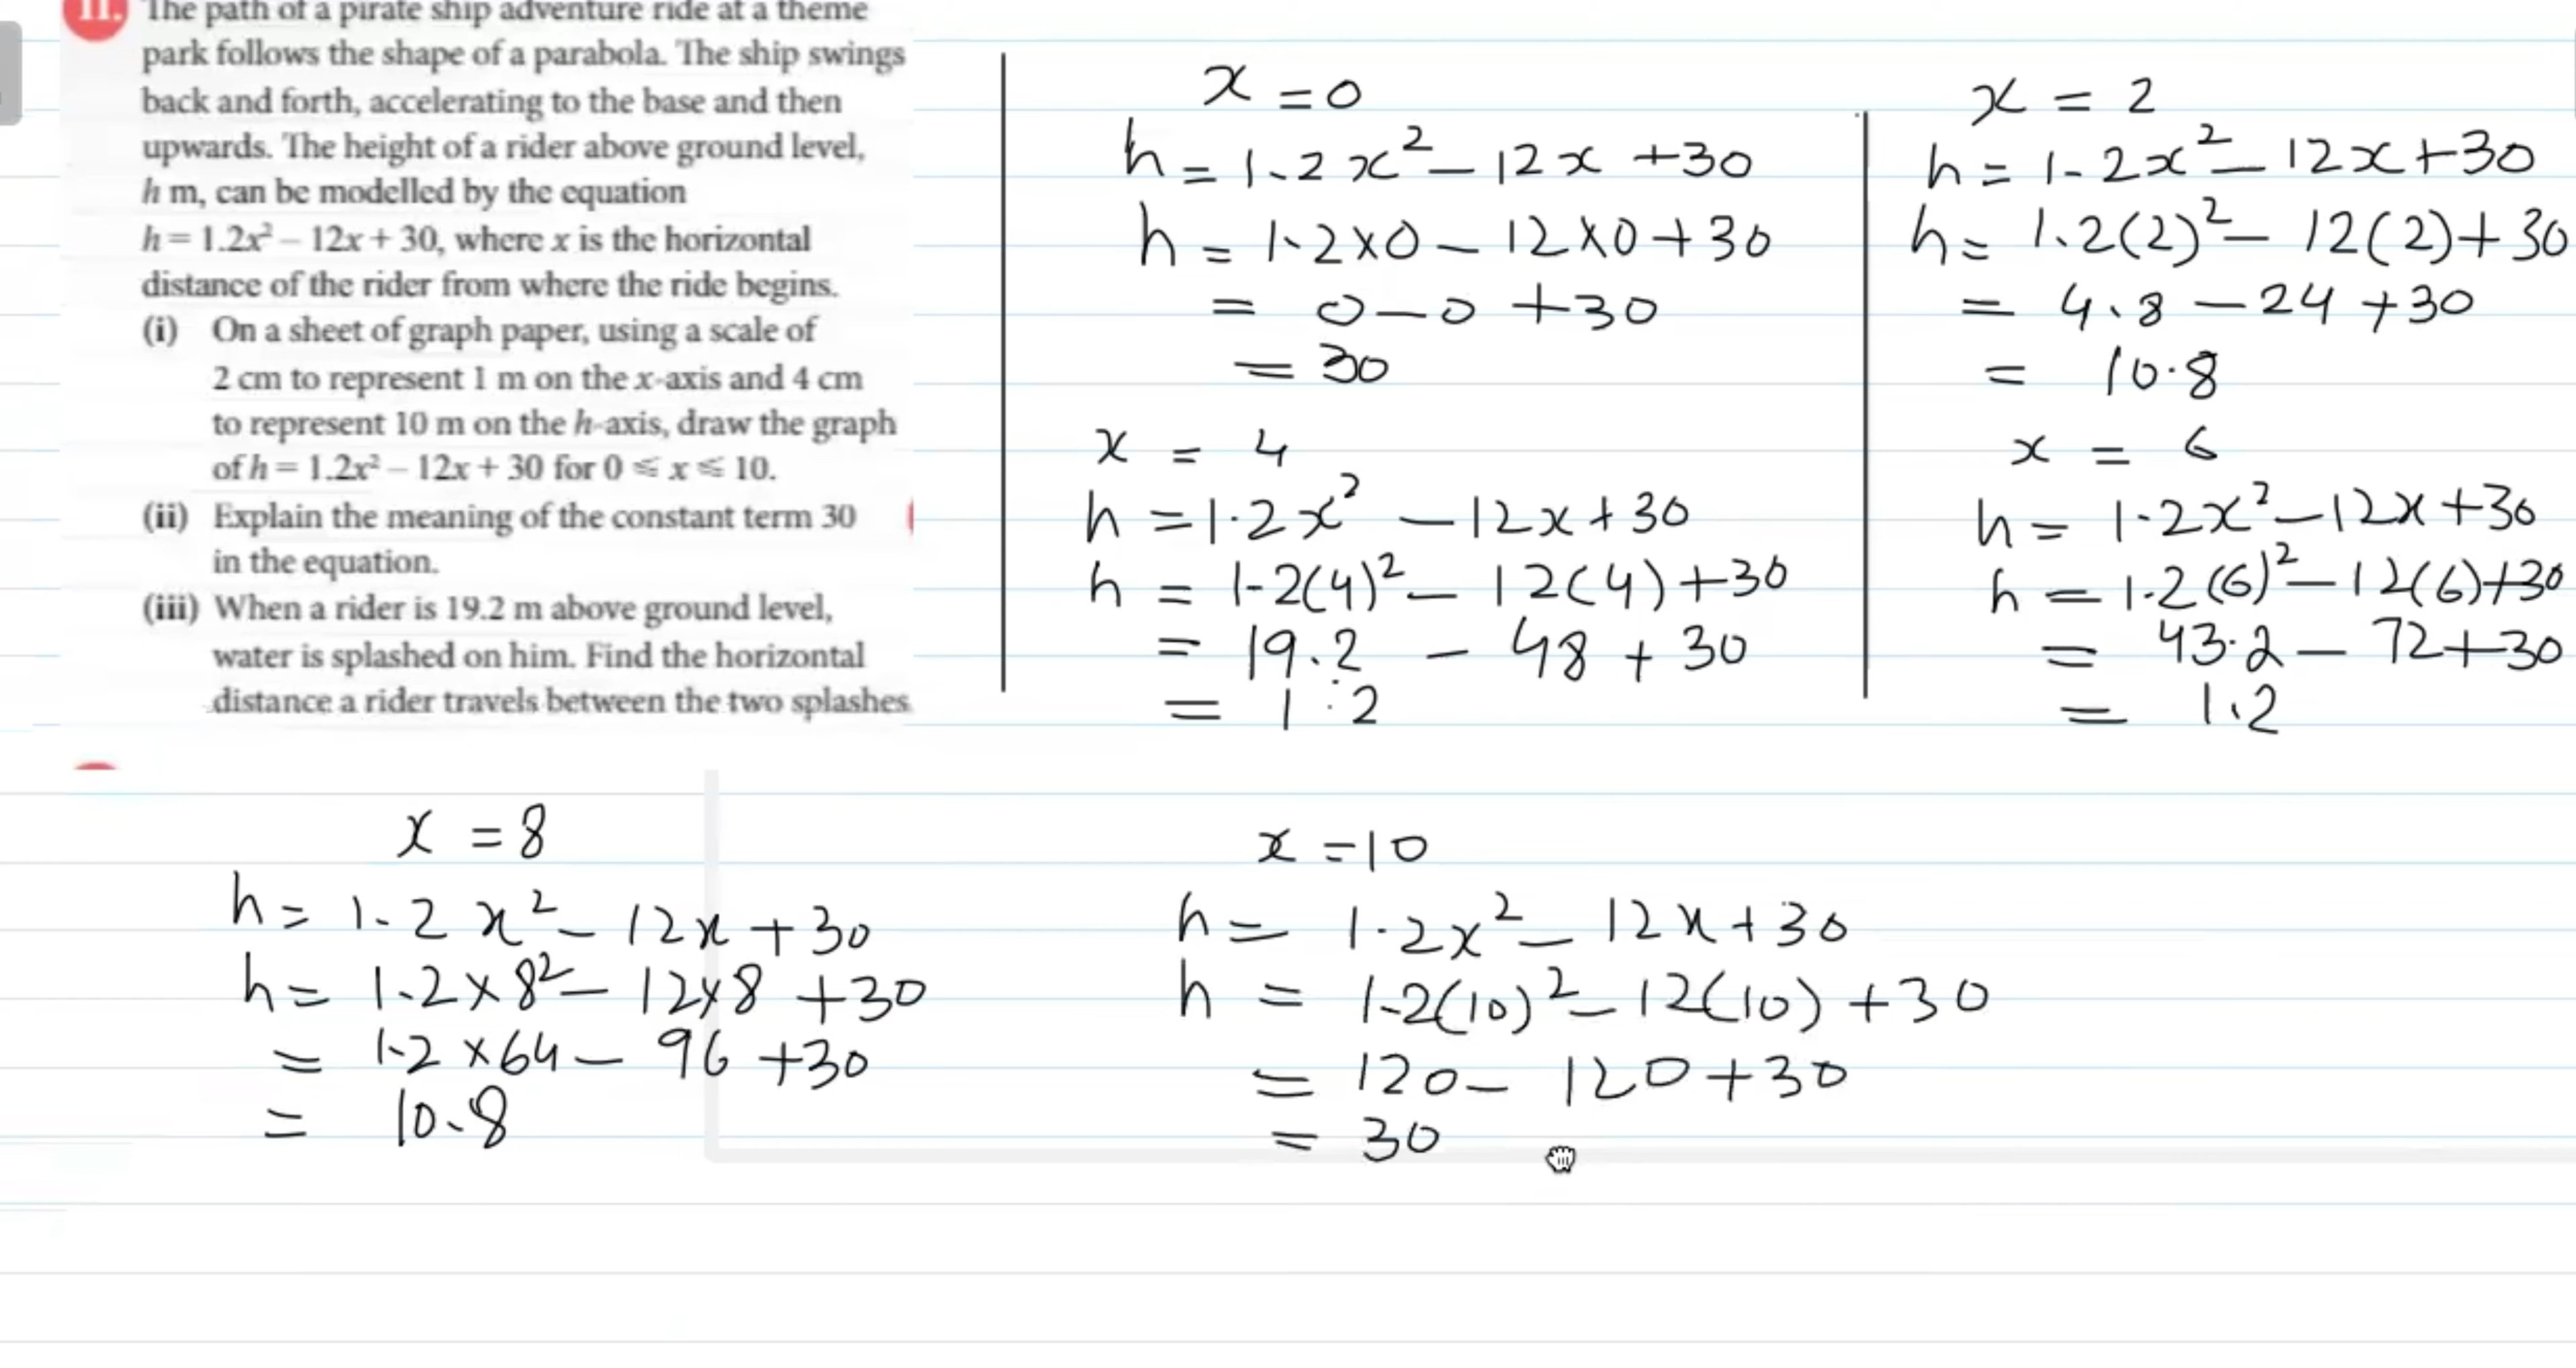 11. The path of a pirate ship adventure ride at a theme
park follows the shape of a parabola. The ship swings
back and forth, accelerating to the base and then
upwards. The height of a rider above ground level,
h m, can be modelled by the equation
h = 1.2x² – 12x + 30, where x is the horizontal
distance of the rider from where the ride begins.
(i) On a sheet of graph paper, using a scale of
2 cm to represent 1 m on the x-axis and 4 cm
to represent 10 m on the h-axis, draw the graph
of h = 1.2x² – 12x + 30 for 0 ⩽ x ⩽ 10.
(ii) Explain the meaning of the constant term 30
in the equation.
(iii) When a rider is 19.2 m above ground level,
water is splashed on him. Find the horizontal
distance a rider travels between the two splashes
x = 0
h = 1.2x² – 12x + 30
h = 1.2×0 – 12×0 + 30
= 0 – 0 + 30
= 30
x = 4
h = 1.2x² – 12x + 30
h = 1.2(4)² – 12(4) + 30
= 19.2 – 48 + 30
= 1.2
x = 2
h = 1.2x² – 12x + 30
h = 1.2(2)² – 12(2) + 30
= 4.8 – 24 + 30
= 10.8
x = 6
h = 1.2x² – 12x + 30
h = 1.2(6)² – 12(6) + 30
= 43.2 – 72 + 30
= 1.2
x = 8
h = 1.2x² – 12x + 30
h = 1.2×8² – 12×8 + 30
= 1.2×64 – 96 + 30
= 10.8
x = 10
h = 1.2x² – 12x + 30
h = 1.2(10)² – 12(10) + 30
= 120 – 120 + 30
= 30